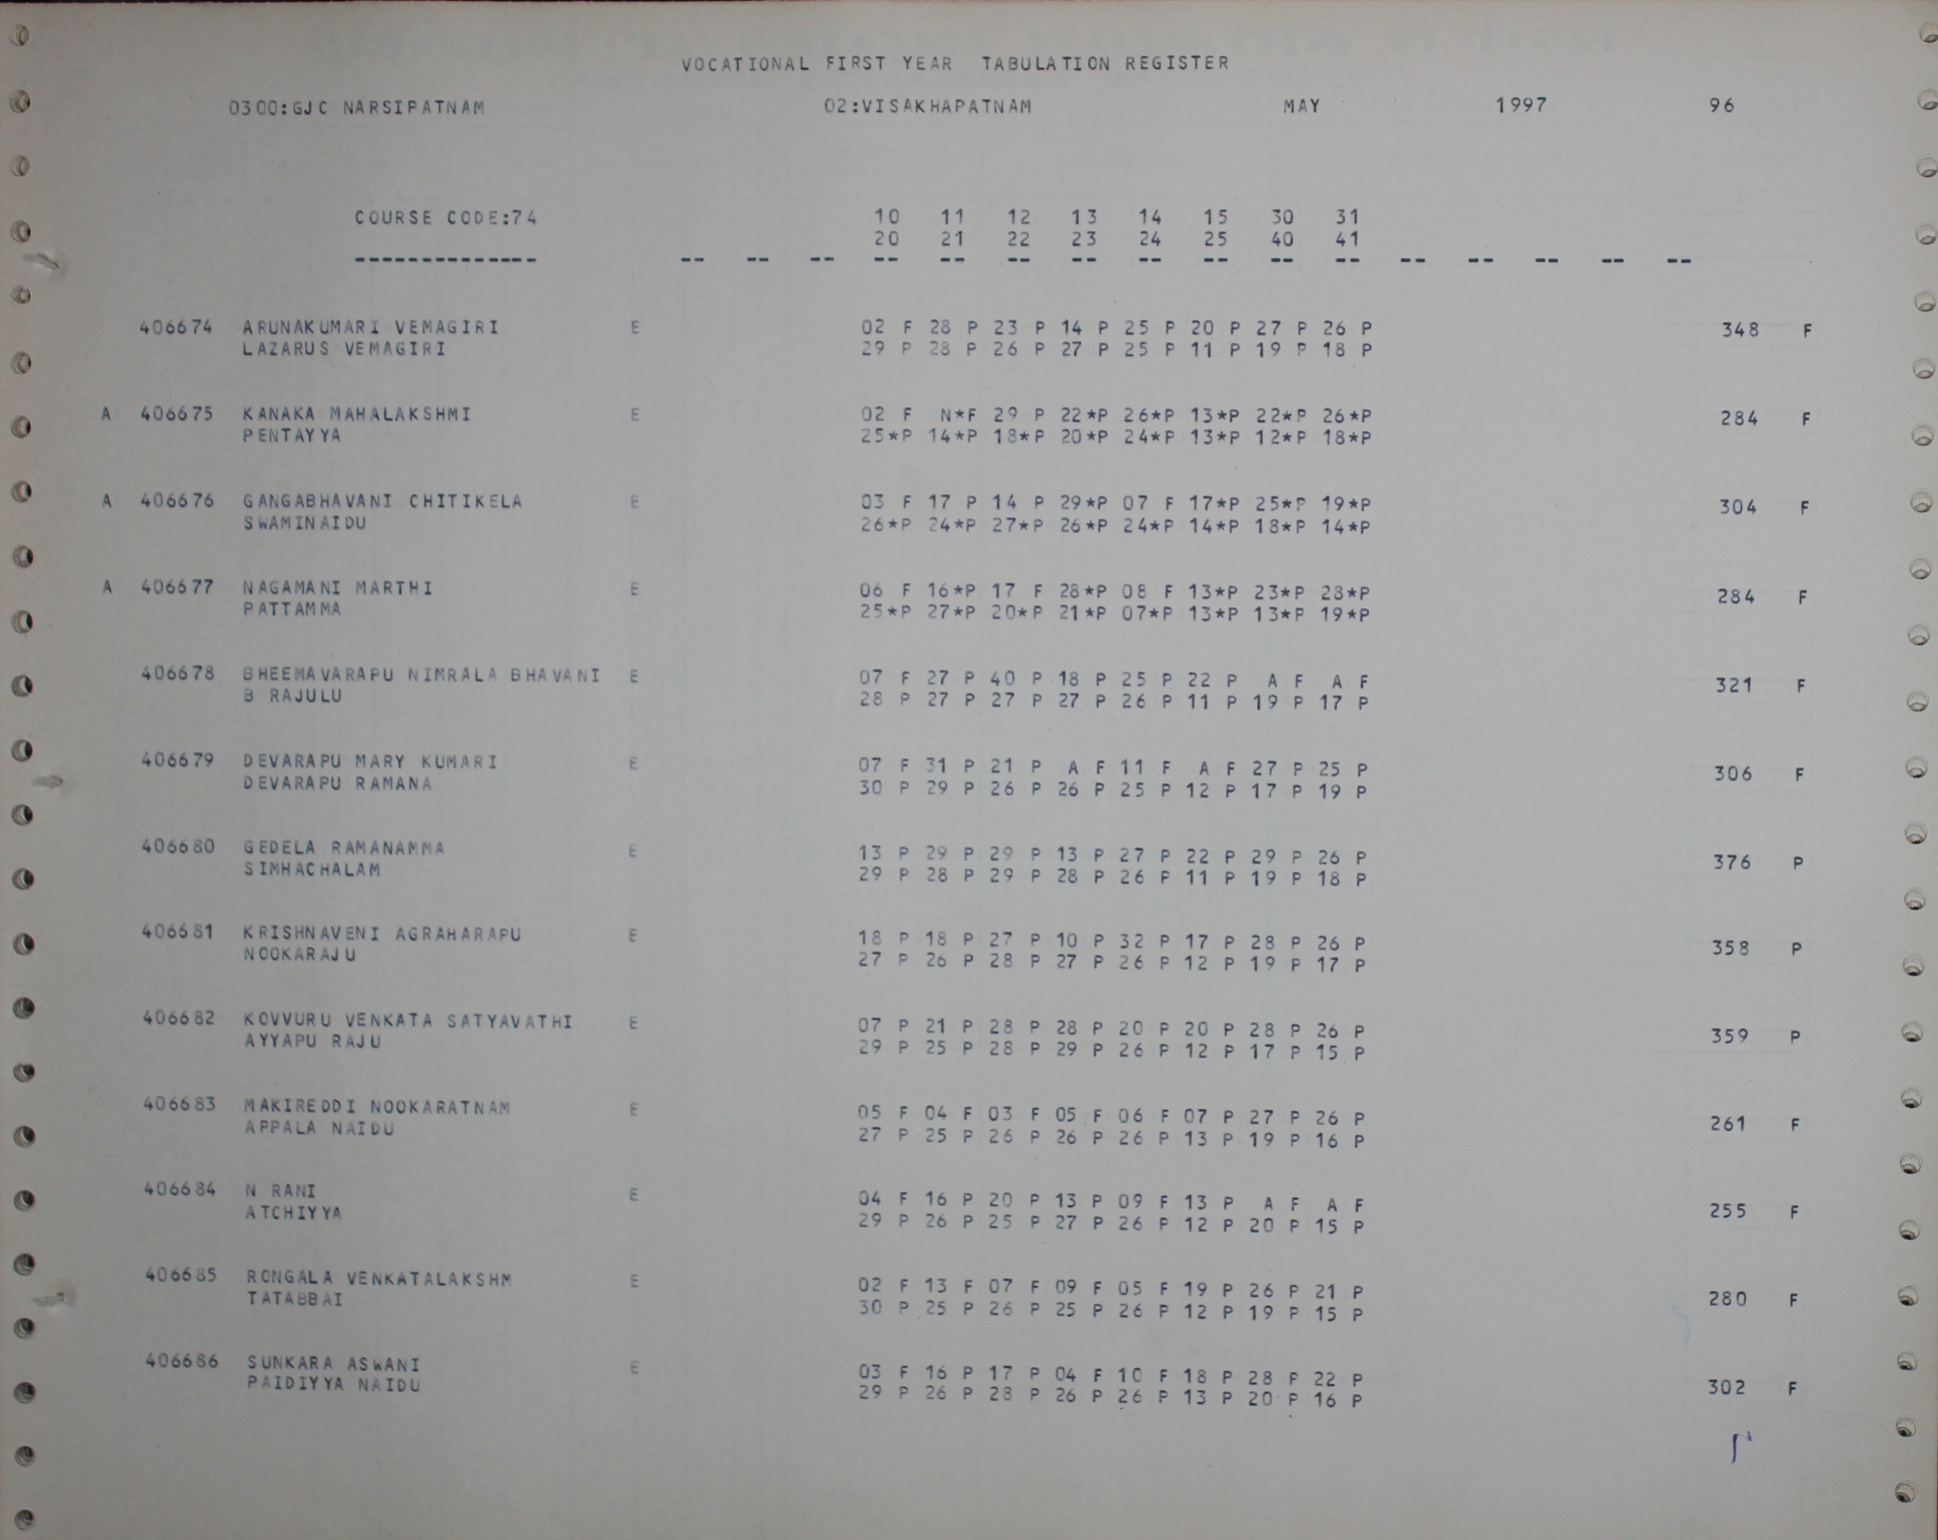 VOCATIONAL FIRST YEAR TABULATION REGISTER
0300:GJC NARSIPATNAM 02:VISAKHAPATNAM MAY 1997 96
COURSE CODE:74 10 11 12 13 14 15 30 31
20 21 22 23 24 25 40 41
-------------- -- -- -- -- -- -- -- -- -- -- -- -- -- -- -- --
406674 ARUNAKUMARI VEMAGIRI E 02 F 28 P 23 P 14 P 25 P 20 P 27 P 26 P 348 F
LAZARUS VEMAGIRI 29 P 28 P 26 P 27 P 25 P 11 P 19 P 18 P
A 406675 KANAKA MAHALAKSHMI E 02 F N*F 29 P 22*P 26*P 13*P 22*P 26*P 284 F
PENTAYYA 25*P 14*P 18*P 20*P 24*P 13*P 12*P 18*P
A 406676 GANGABHAVANI CHITIKELA E 03 F 17 P 14 P 29*P 07 F 17*P 25*P 19*P 304 F
SWAMINAIDU 26*P 24*P 27*P 26*P 24*P 14*P 18*P 14*P
A 406677 NAGAMANI MARTHI E 06 F 16*P 17 F 28*P 08 F 13*P 23*P 28*P 284 F
PATTAMMA 25*P 27*P 20*P 21*P 07*P 13*P 13*P 19*P
406678 BHEEMAVARAPU NIMRALA BHAVANI E 07 F 27 P 40 P 18 P 25 P 22 P A F A F 321 F
B RAJULU 28 P 27 P 27 P 27 P 26 P 11 P 19 P 17 P
406679 DEVARAPU MARY KUMARI E 07 F 31 P 21 P A F 11 F A F 27 P 25 P 306 F
DEVARAPU RAMANA 30 P 29 P 26 P 26 P 25 P 12 P 17 P 19 P
406680 GEDELA RAMANAMMA E 13 P 29 P 29 P 13 P 27 P 22 P 29 P 26 P 376 P
SIMHACHALAM 29 P 28 P 29 P 28 P 26 P 11 P 19 P 18 P
406681 KRISHNAVENI AGRAHARAPU E 18 P 18 P 27 P 10 P 32 P 17 P 28 P 26 P 358 P
NOOKARAJU 27 P 26 P 28 P 27 P 26 P 12 P 19 P 17 P
406682 KOVVURU VENKATA SATYAVATHI E 07 P 21 P 28 P 28 P 20 P 20 P 28 P 26 P 359 P
AYYAPU RAJU 29 P 25 P 28 P 29 P 26 P 12 P 17 P 15 P
406683 MAKIREDDI NOOKARATNAM E 05 F 04 F 03 F 05 F 06 F 07 P 27 P 26 P 261 F
APPALA NAIDU 27 P 25 P 26 P 26 P 26 P 13 P 19 P 16 P
406684 N RANI E 04 F 16 P 20 P 13 P 09 F 13 P A F A F 255 F
ATCHIYYA 29 P 26 P 25 P 27 P 26 P 12 P 20 P 15 P
406685 RONGALA VENKATALAKSHM E 02 F 13 F 07 F 09 F 05 F 19 P 26 P 21 P 280 F
TATABBAI 30 P 25 P 26 P 25 P 26 P 12 P 19 P 15 P
406686 SUNKARA ASWANI E 03 F 16 P 17 P 04 F 10 F 18 P 28 P 22 P 302 F
PAIDIYYA NAIDU 29 P 26 P 28 P 26 P 26 P 13 P 20 P 16 P